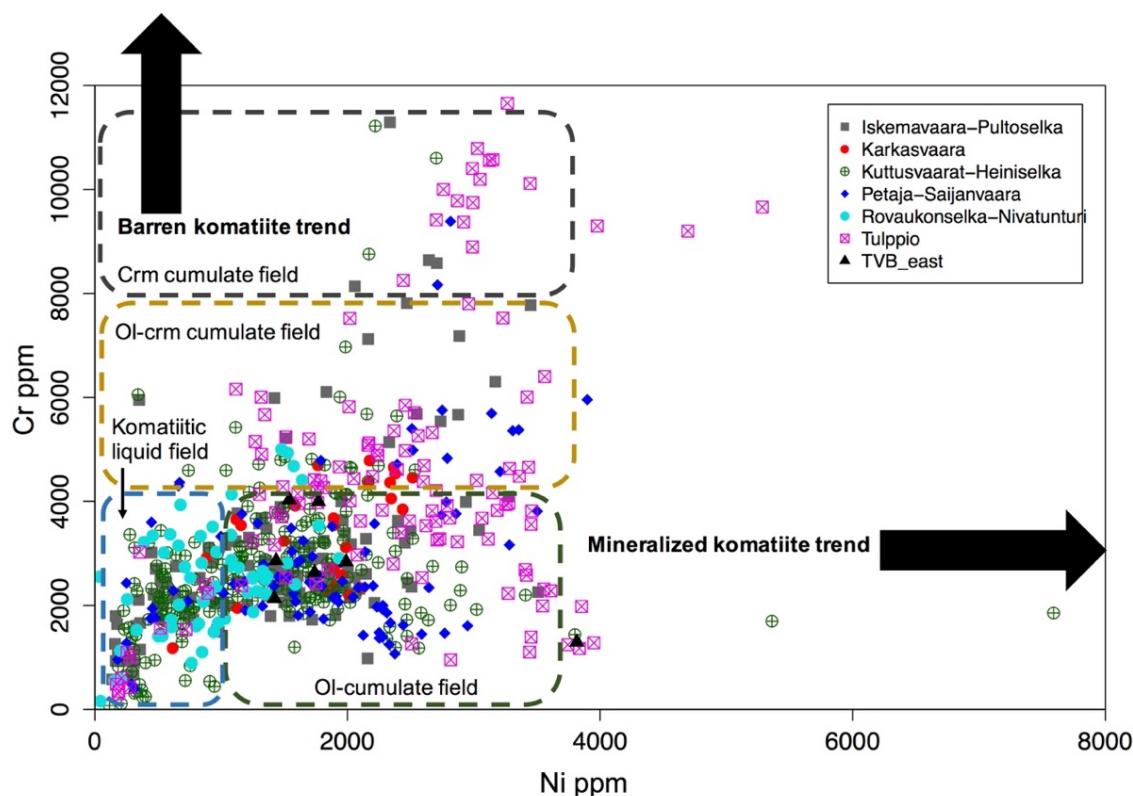 12000
10000
8000
6000
4000
2000
0
Cr ppm
Barren komatiite trend
Crm cumulate field
Ol-crm cumulate field
Komatiitic
liquid field
Ol-cumulate field
Mineralized komatiite trend
Iskemavaara−Pultoselka
Karkasvaara
Kuttusvaarat−Heiniselka
Petaja−Saijanvaara
Rovaukonselka−Nivatunturi
Tulppio
TVB_east
0 2000 4000 6000 8000
Ni ppm